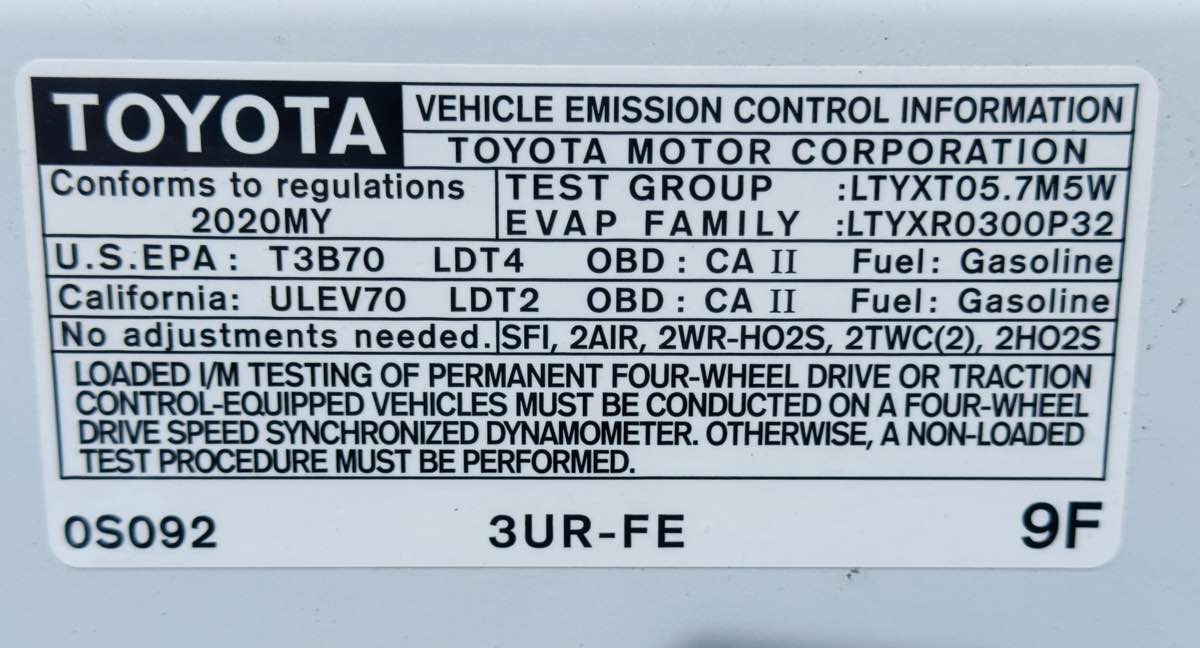 TOYOTA VEHICLE EMISSION CONTROL INFORMATION
TOYOTA MOTOR CORPORATION
Conforms to regulations
2020MY
TEST GROUP :LTYXT05.7M5W
EVAP FAMILY :LTYXR0300P32
U.S.EPA: T3B70 LDT4 OBD: CA II Fuel: Gasoline
California: ULEV70 LDT2 OBD: CA II Fuel: Gasoline
No adjustments needed. SFI, 2AIR, 2WR-HO2S, 2TWC(2), 2HO2S
LOADED I/M TESTING OF PERMANENT FOUR-WHEEL DRIVE OR TRACTION
CONTROL-EQUIPPED VEHICLES MUST BE CONDUCTED ON A FOUR-WHEEL
DRIVE SPEED SYNCHRONIZED DYNAMOMETER. OTHERWISE, A NON-LOADED
TEST PROCEDURE MUST BE PERFORMED.
0S092 3UR-FE 9F